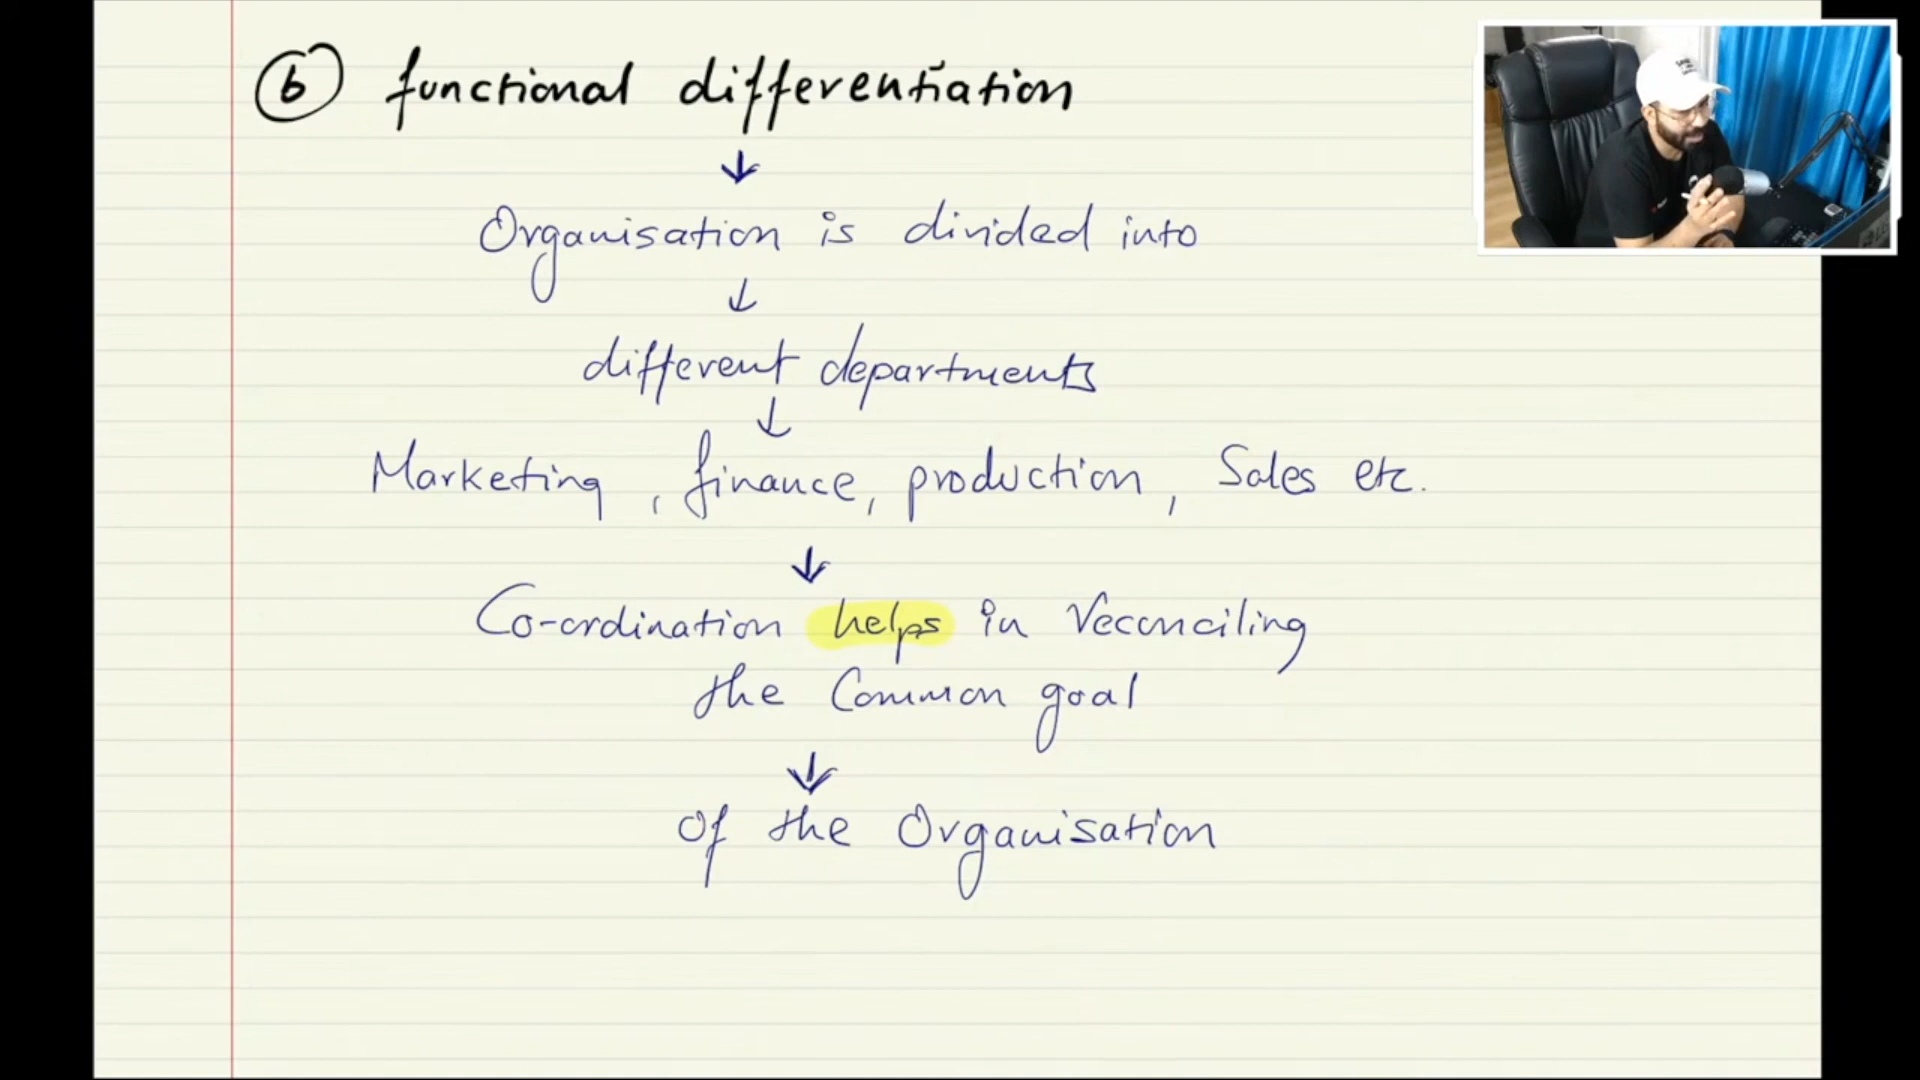 b functional differentiation
↓
Organisation is divided into
↓
different departments
↓
Marketing, finance, production, Sales etc.
↓
Co-ordination helps in reconciling
the Common goal
↓
Of the Organisation